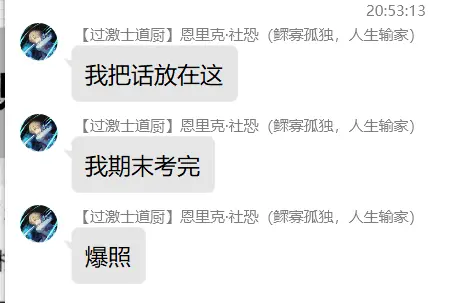 20:53:13
【过激士道厨】恩里克·社恐（鳏寡孤独，人生输家）
我把话放在这
【过激士道厨】恩里克·社恐（鳏寡孤独，人生输家）
我期末考完
【过激士道厨】恩里克·社恐（鳏寡孤独，人生输家）
爆照